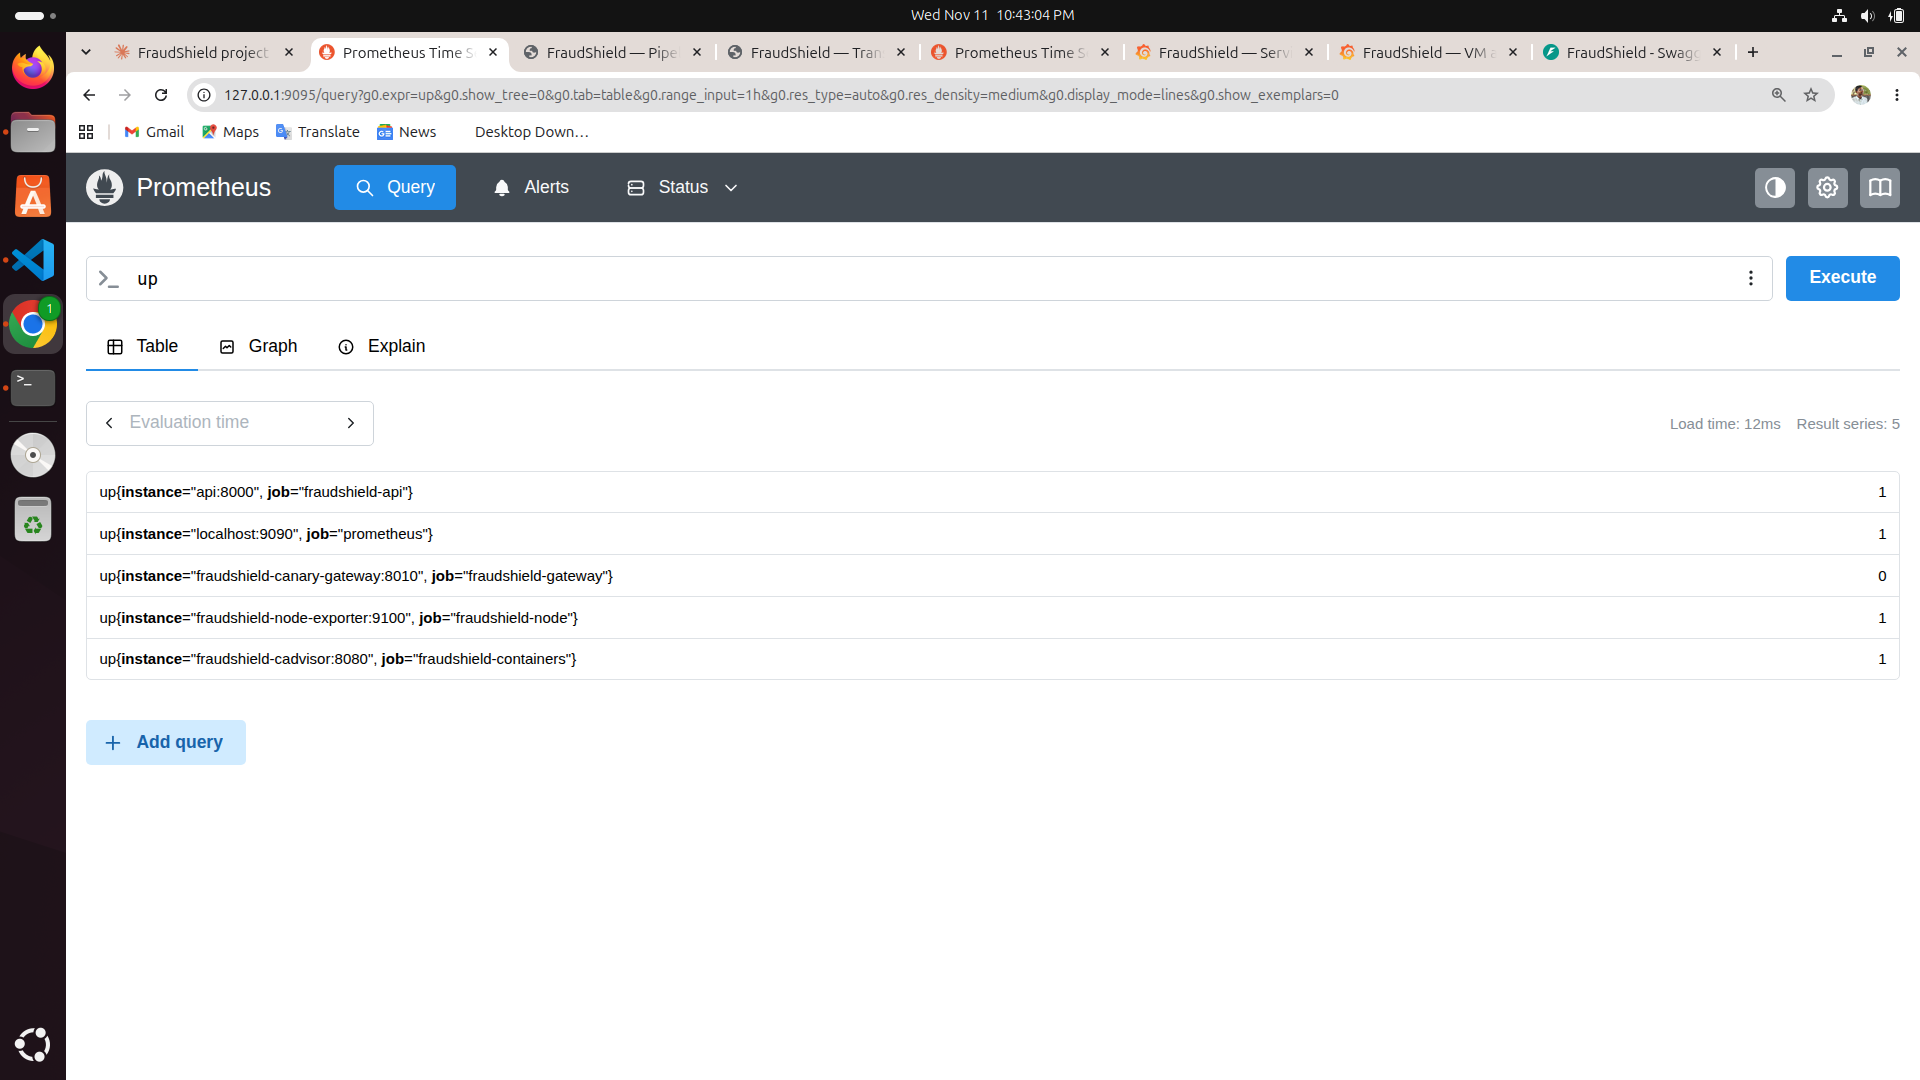 Wed Nov 11 10:43:04 PM
FraudShield project
Prometheus Time S
FraudShield — Pipe
FraudShield — Tran
Prometheus Time S
FraudShield — Servi
FraudShield — VM a
FraudShield - Swagg
127.0.0.1:9095/query?g0.expr=up&g0.show_tree=0&g0.tab=table&g0.range_input=1h&g0.res_type=auto&g0.res_density=medium&g0.display_mode=lines&g0.show_exemplars=0
Gmail
Maps
Translate
News
Desktop Down…
1
Prometheus
Query
Alerts
Status
up
Execute
Table
Graph
Explain
Evaluation time
Load time: 12ms Result series: 5
up{instance="api:8000", job="fraudshield-api"} 1
up{instance="localhost:9090", job="prometheus"} 1
up{instance="fraudshield-canary-gateway:8010", job="fraudshield-gateway"} 0
up{instance="fraudshield-node-exporter:9100", job="fraudshield-node"} 1
up{instance="fraudshield-cadvisor:8080", job="fraudshield-containers"} 1
Add query